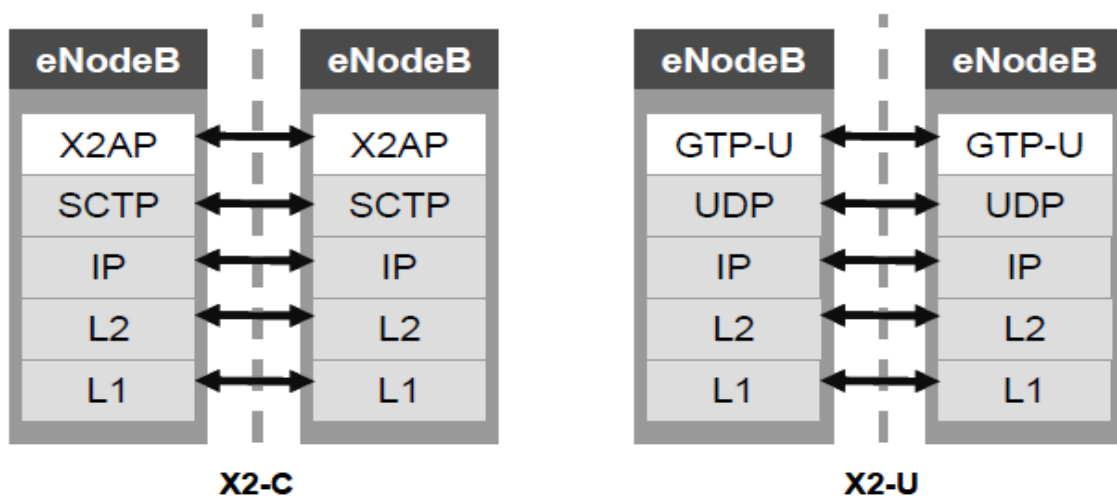 eNodeB eNodeB eNodeB eNodeB
X2AP X2AP GTP-U GTP-U
SCTP SCTP UDP UDP
IP IP IP IP
L2 L2 L2 L2
L1 L1 L1 L1
X2-C X2-U